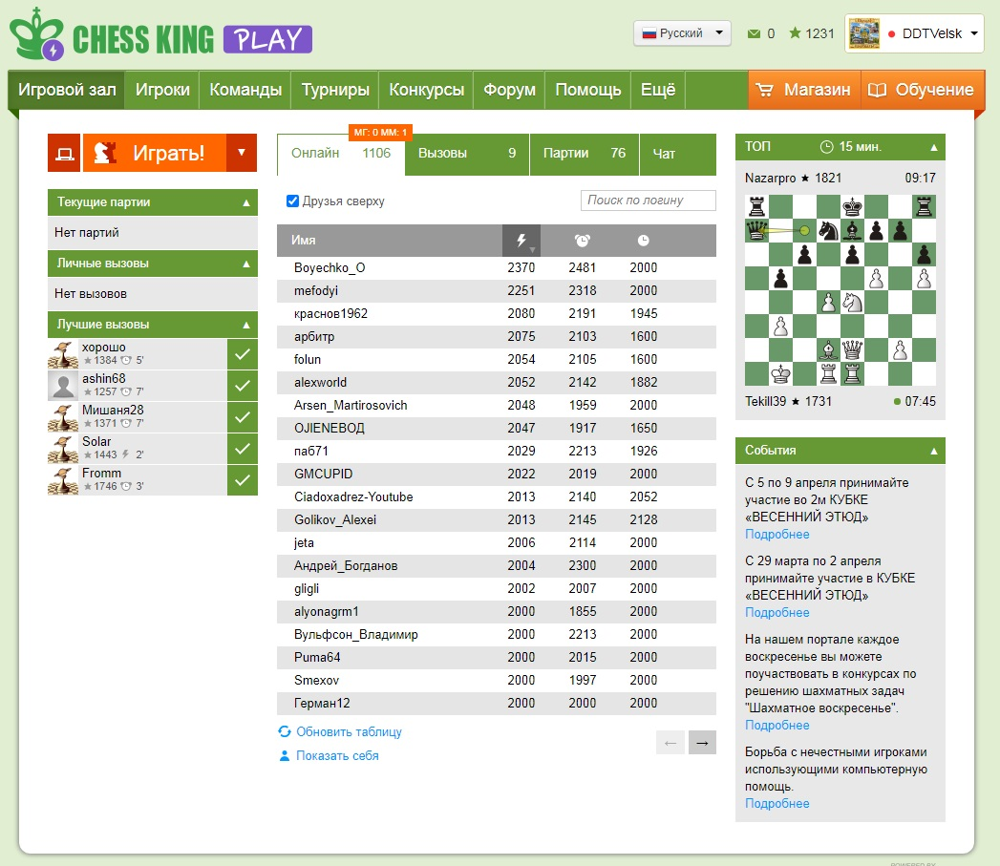 CHESS KING PLAY
Русский
0
1231
DDTVelsk
Игровой зал Игроки Команды Турниры Конкурсы Форум Помощь Ещё Магазин Обучение
Играть!
Текущие партии
Нет партий
Личные вызовы
Нет вызовов
Лучшие вызовы
хорошо
1384 5'
ashin68
1257 7'
Мишаня28
1371 7'
Solar
1443 2'
Fromm
1746 3'
МГ: 0 ММ: 1
Онлайн 1106 Вызовы 9 Партии 76 Чат
Друзья сверху Поиск по логину
Имя
Boyechko_O 2370 2481 2000
mefodyi 2251 2318 2000
краснов1962 2080 2191 1945
арбитр 2075 2103 1600
folun 2054 2105 1600
alexworld 2052 2142 1882
Arsen_Martirosovich 2048 1959 2000
OJIENEBOД 2047 1917 1650
паб71 2029 2213 1926
GMCUPID 2022 2019 2000
Ciadoxadrez-Youtube 2013 2140 2052
Golikov_Alexei 2013 2145 2128
jeta 2006 2114 2000
Андрей_Богданов 2004 2300 2000
gligli 2002 2007 2000
alyonagrm1 2000 1855 2000
Вульфсон_Владимир 2000 2213 2000
Puma64 2000 2015 2000
Smexov 2000 1997 2000
Герман12 2000 2000 2000
Обновить таблицу
Показать себя
← →
ТОП 15 мин.
Nazarpro ★ 1821 09:17
Tekill39 ★ 1731 07:45
События
С 5 по 9 апреля принимайте
участие во 2м КУБКЕ
«ВЕСЕННИЙ ЭТЮД»
Подробнее
С 29 марта по 2 апреля
принимайте участие в КУБКЕ
«ВЕСЕННИЙ ЭТЮД»
Подробнее
На нашем портале каждое
воскресенье вы можете
поучаствовать в конкурсах по
решению шахматных задач
"Шахматное воскресенье".
Подробнее
Борьба с нечестными игроками
использующими компьютерную
помощь.
Подробнее
POWERED BY